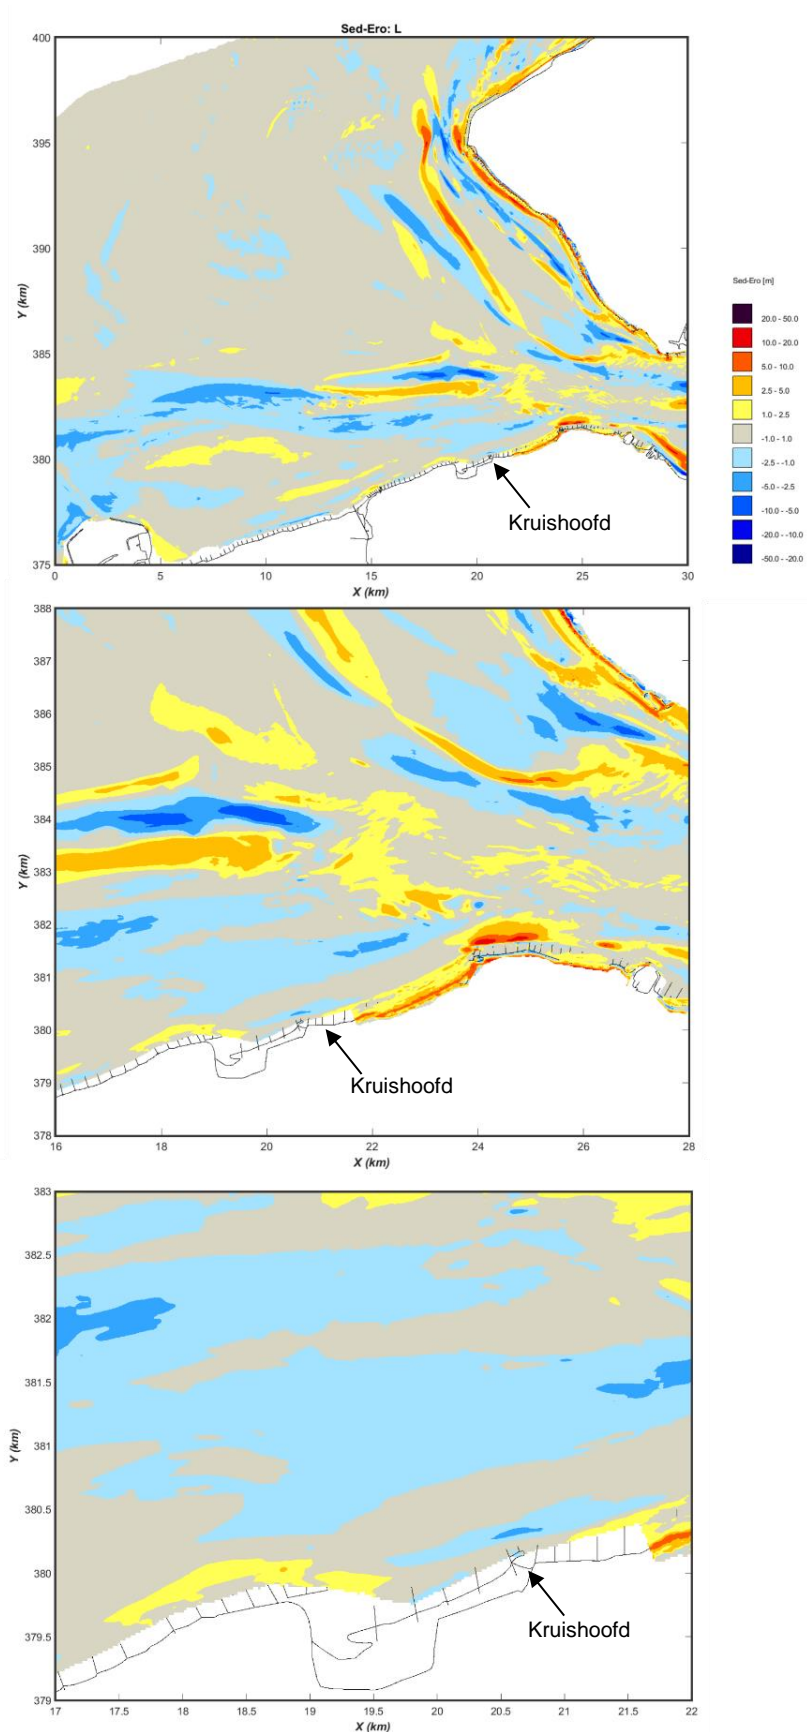 Sed-Ero: L
400
395
390
385
380
375
Y (km)
0 5 10 15 20 25 30
X (km)
Kruishoofd
Sed-Ero [m]
20.0 - 50.0
10.0 - 20.0
5.0 - 10.0
2.5 - 5.0
1.0 - 2.5
-1.0 - 1.0
-2.5 - -1.0
-5.0 - -2.5
-10.0 - -5.0
-20.0 - -10.0
-50.0 - -20.0
388
387
386
385
384
383
382
381
380
379
378
Y (km)
16 18 20 22 24 26 28
X (km)
Kruishoofd
383
382.5
382
381.5
381
380.5
380
379.5
379
Y (km)
17 17.5 18 18.5 19 19.5 20 20.5 21 21.5 22
X (km)
Kruishoofd